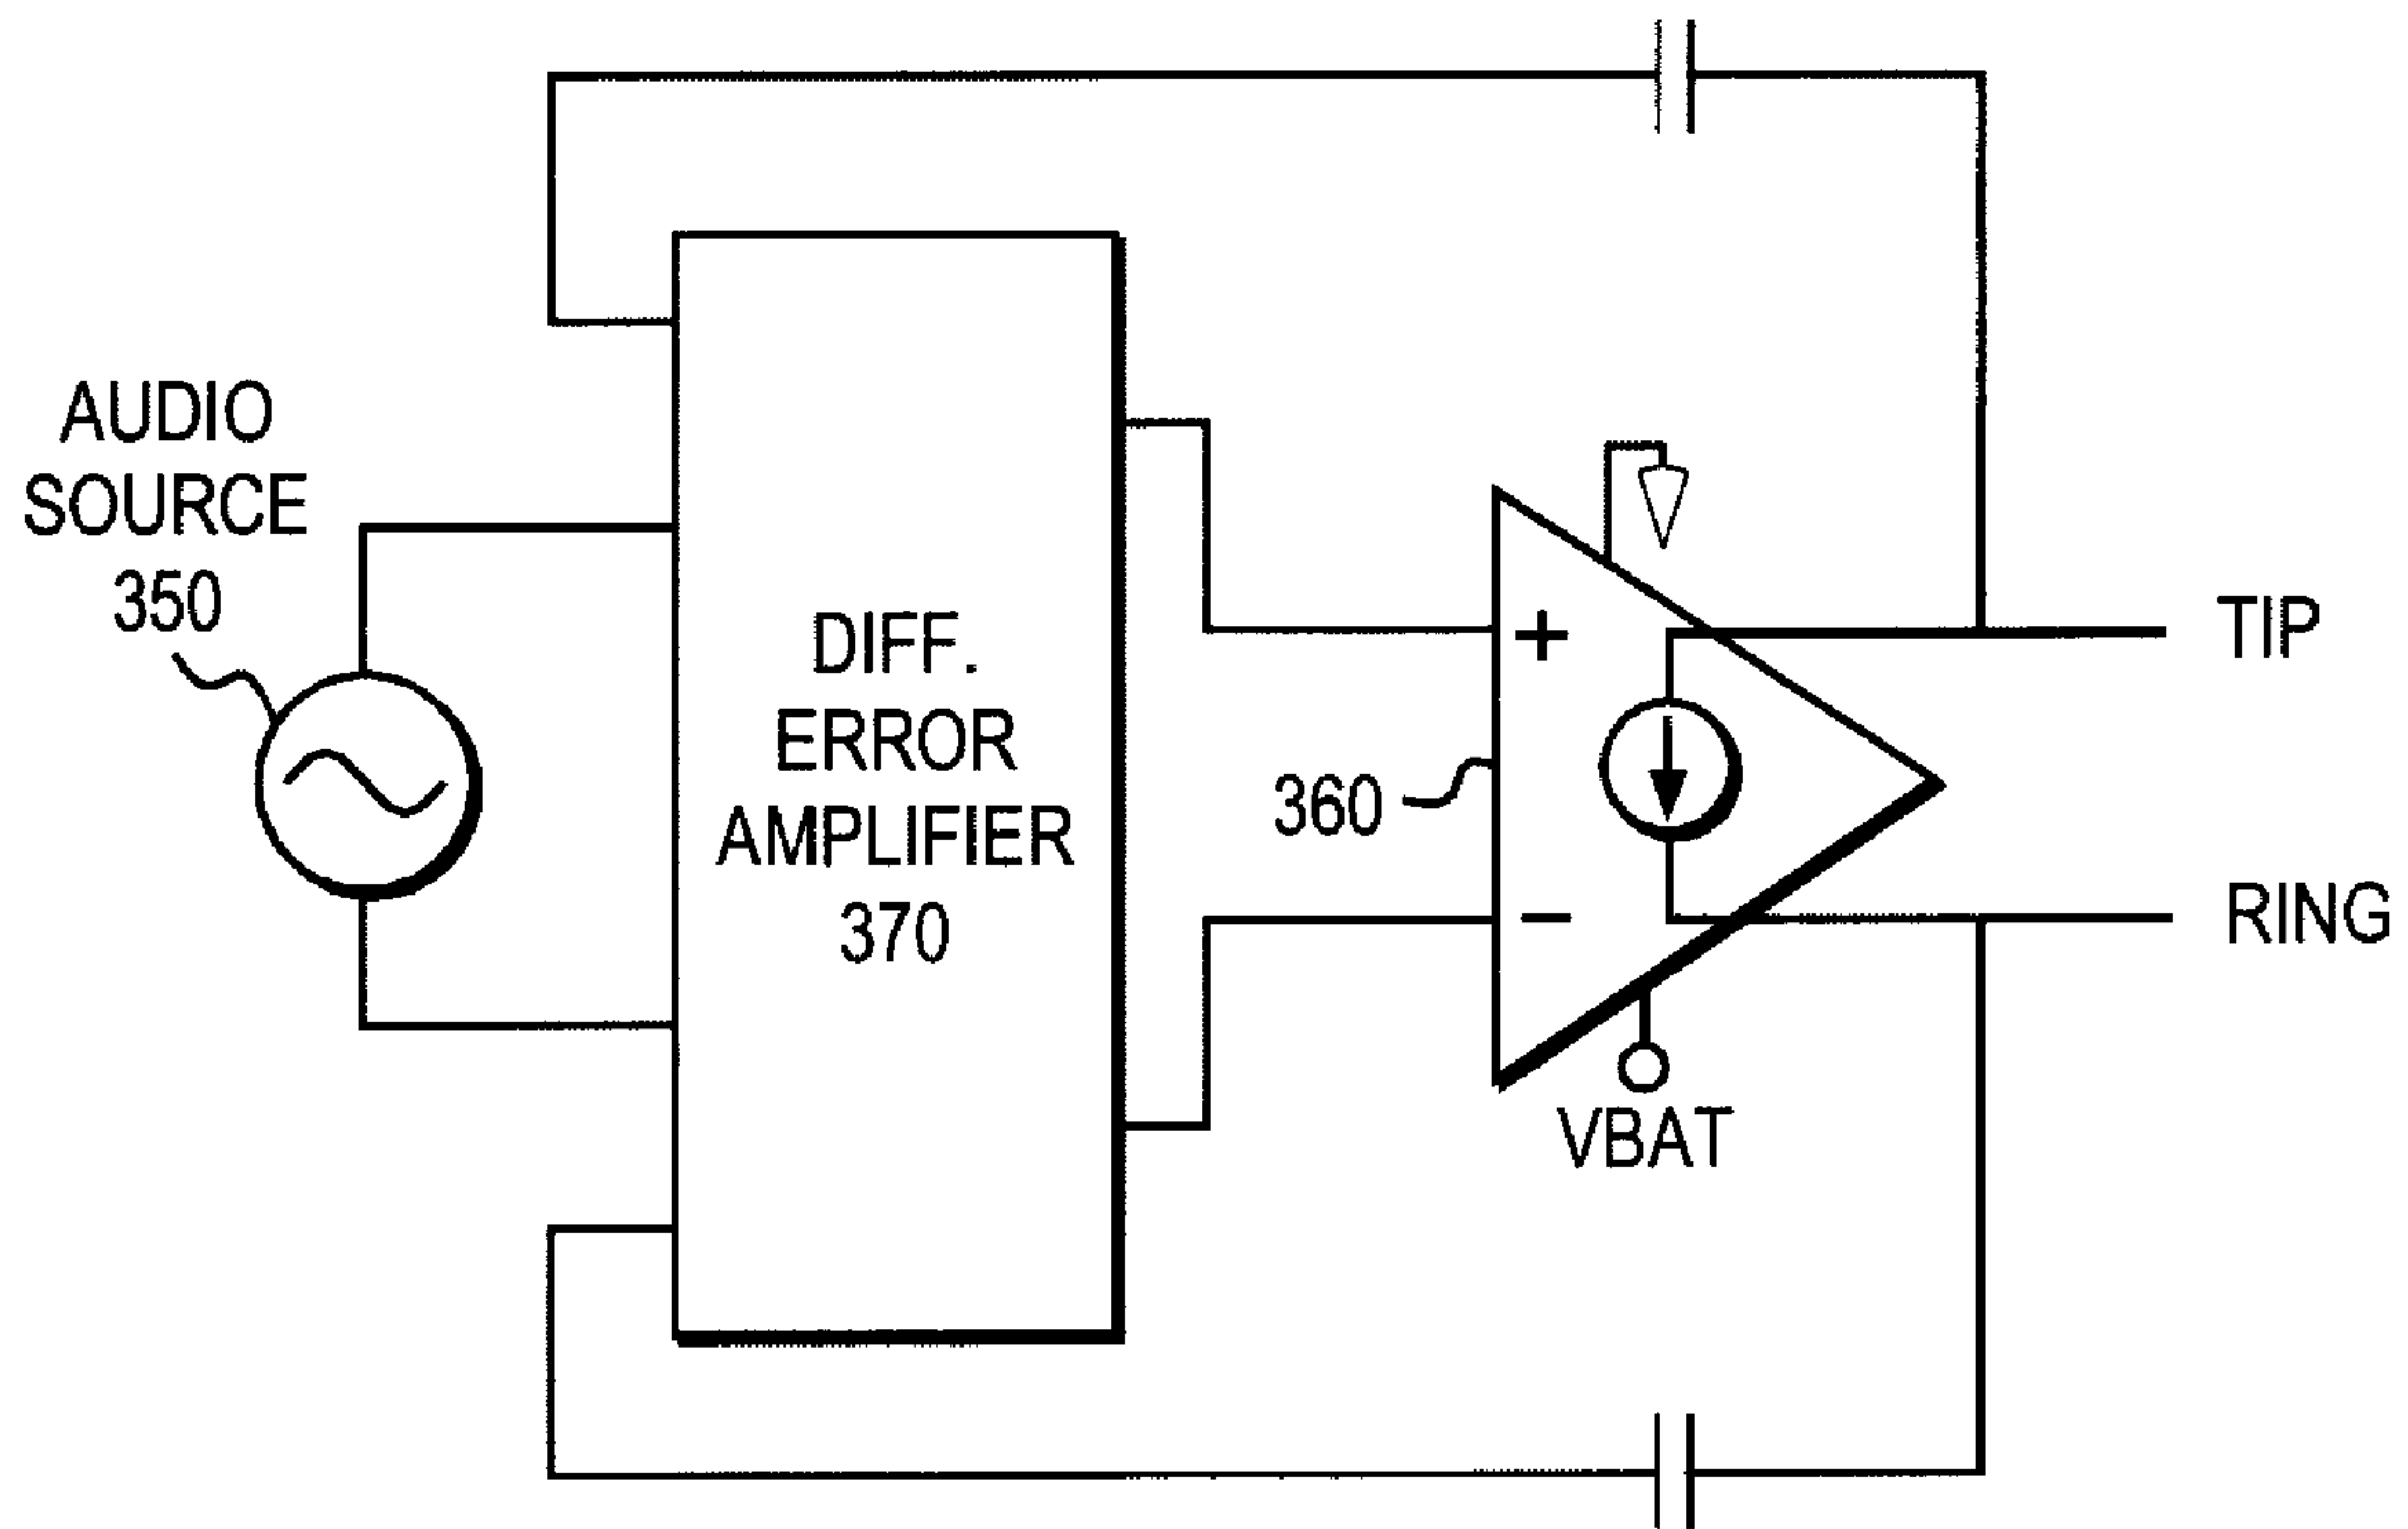 AUDIO
SOURCE
350
DIFF.
ERROR
AMPLIFIER
370
360
+
−
VBAT
TIP
RING